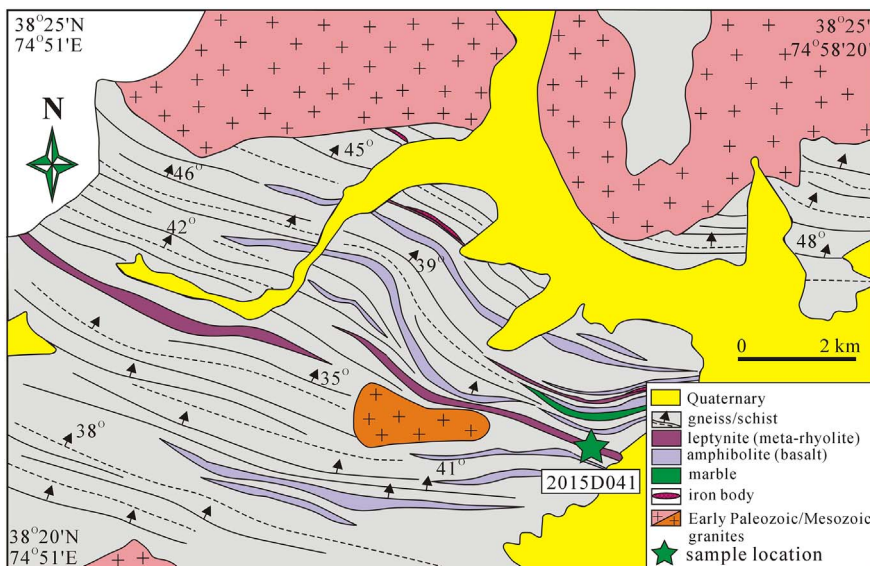 38°25'N
74°51'E
38°25'
74°58'20"
N
45°
46°
42°
39°
48°
0 2 km
35°
38°
41°
2015D041
38°20'N
74°51'E
Quaternary
gneiss/schist
leptynite (meta-rhyolite)
amphibolite (basalt)
marble
iron body
Early Paleozoic/Mesozoic
granites
sample location